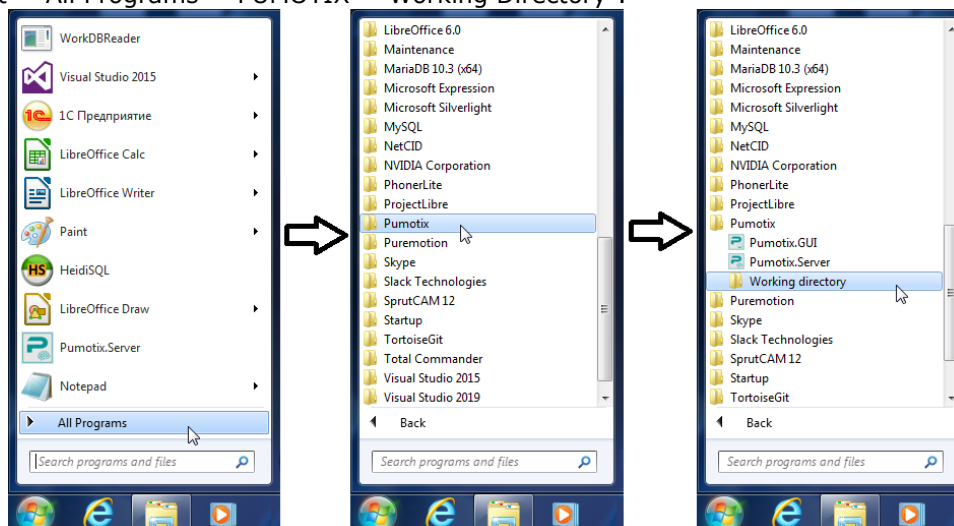 All Programs
PUMOTIX
Working Directory
WorkDBReader
Visual Studio 2015
1С Предприятие
LibreOffice Calc
LibreOffice Writer
Paint
HS HeidiSQL
LibreOffice Draw
Pumotix.Server
Notepad
All Programs
Search programs and files
LibreOffice 6.0
Maintenance
MariaDB 10.3 (x64)
Microsoft Expression
Microsoft Silverlight
MySQL
NetCID
NVIDIA Corporation
PhonerLite
ProjectLibre
Pumotix
Puremotion
Skype
Slack Technologies
SprutCAM 12
Startup
TortoiseGit
Total Commander
Visual Studio 2015
Visual Studio 2019
Back
Search programs and files
LibreOffice 6.0
Maintenance
MariaDB 10.3 (x64)
Microsoft Expression
Microsoft Silverlight
MySQL
NetCID
NVIDIA Corporation
PhonerLite
ProjectLibre
Pumotix
Pumotix.GUI
Pumotix.Server
Working directory
Puremotion
Skype
Slack Technologies
SprutCAM 12
Startup
TortoiseGit
Back
Search programs and files